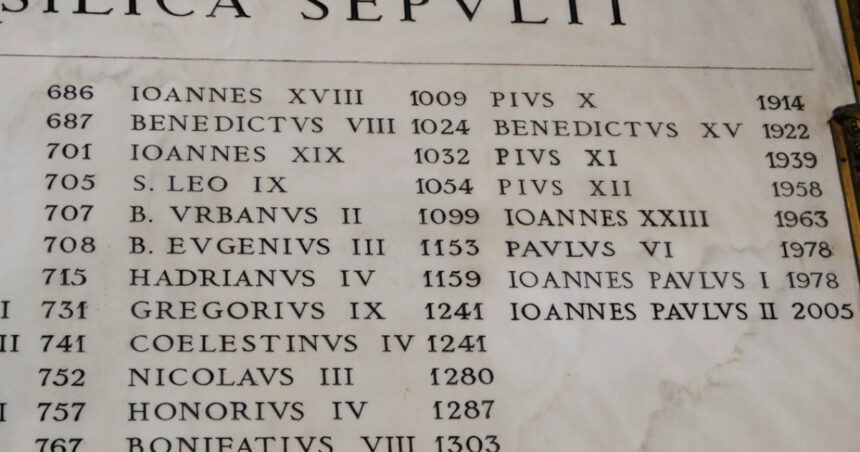 SILICA SEPVLTI
686 IOANNES XVIII 1009 PIVS X 1914
687 BENEDICTVS VIII 1024 BENEDICTVS XV 1922
701 IOANNES XIX 1032 PIVS XI 1939
705 S. LEO IX 1054 PIVS XII 1958
707 B. VRBANVS II 1099 IOANNES XXIII 1963
708 B. EVGENIVS III 1153 PAVLVS VI 1978
715 HADRIANVS IV 1159 IOANNES PAVLVS I 1978
I 731 GREGORIVS IX 1241 IOANNES PAVLVS II 2005
II 741 COELESTINVS IV 1241
752 NICOLAVS III 1280
I 757 HONORIVS IV 1287
767 BONIFATIVS VIII 1303